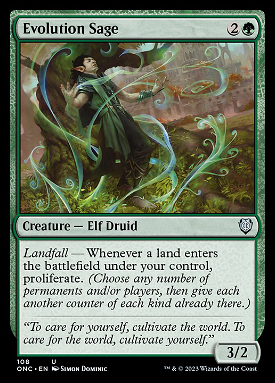 Evolution Sage 2
Creature — Elf Druid
Landfall — Whenever a land enters
the battlefield under your control,
proliferate. (Choose any number of
permanents and/or players, then give each
another counter of each kind already there.)
"To care for yourself, cultivate the world. To
care for the world, cultivate yourself."
3/2
108 U
ONC • EN SIMON DOMINIC ™ & © 2023 Wizards of the Coast